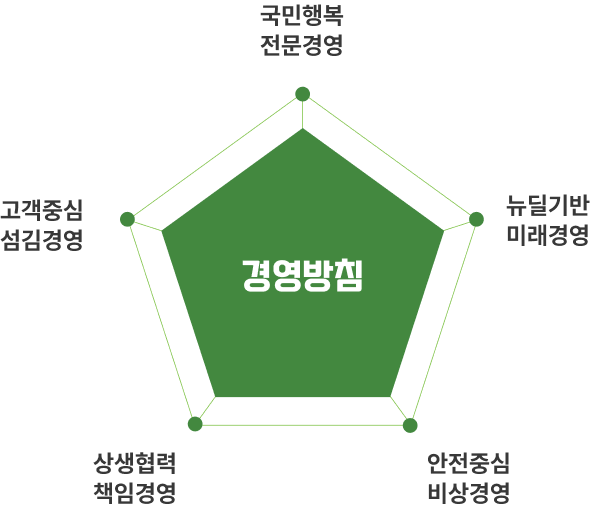 국민행복
전문경영
고객중심
섬김경영
뉴딜기반
미래경영
경영방침
상생협력
책임경영
안전중심
비상경영